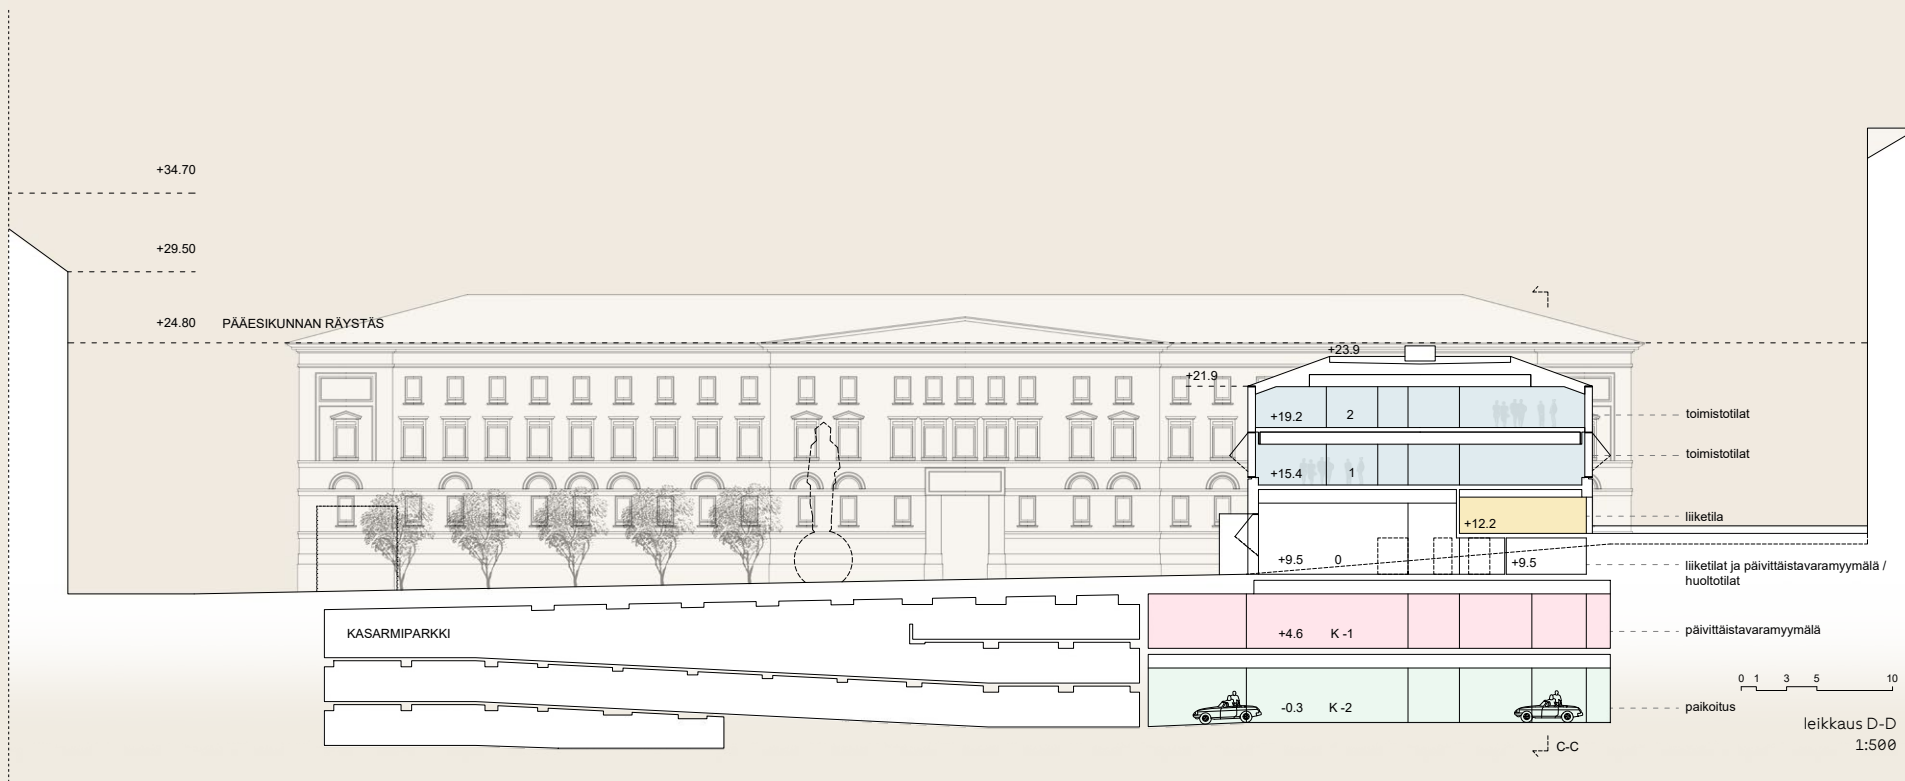 +34.70
+29.50
+24.80 PÄÄESIKUNNAN RÄYSTÄS
+23.9
+21.9
+19.2 2
toimistotilat
+15.4 1
toimistotilat
+12.2
liiketila
+9.5 0
+9.5
liiketilat ja päivittäistavaramyymälä /
huoltotilat
KASARMIPARKKI
+4.6 K -1
päivittäistavaramyymälä
0 1 3 5 10
-0.3 K -2
paikoitus
leikkaus D-D
1:500
C-C